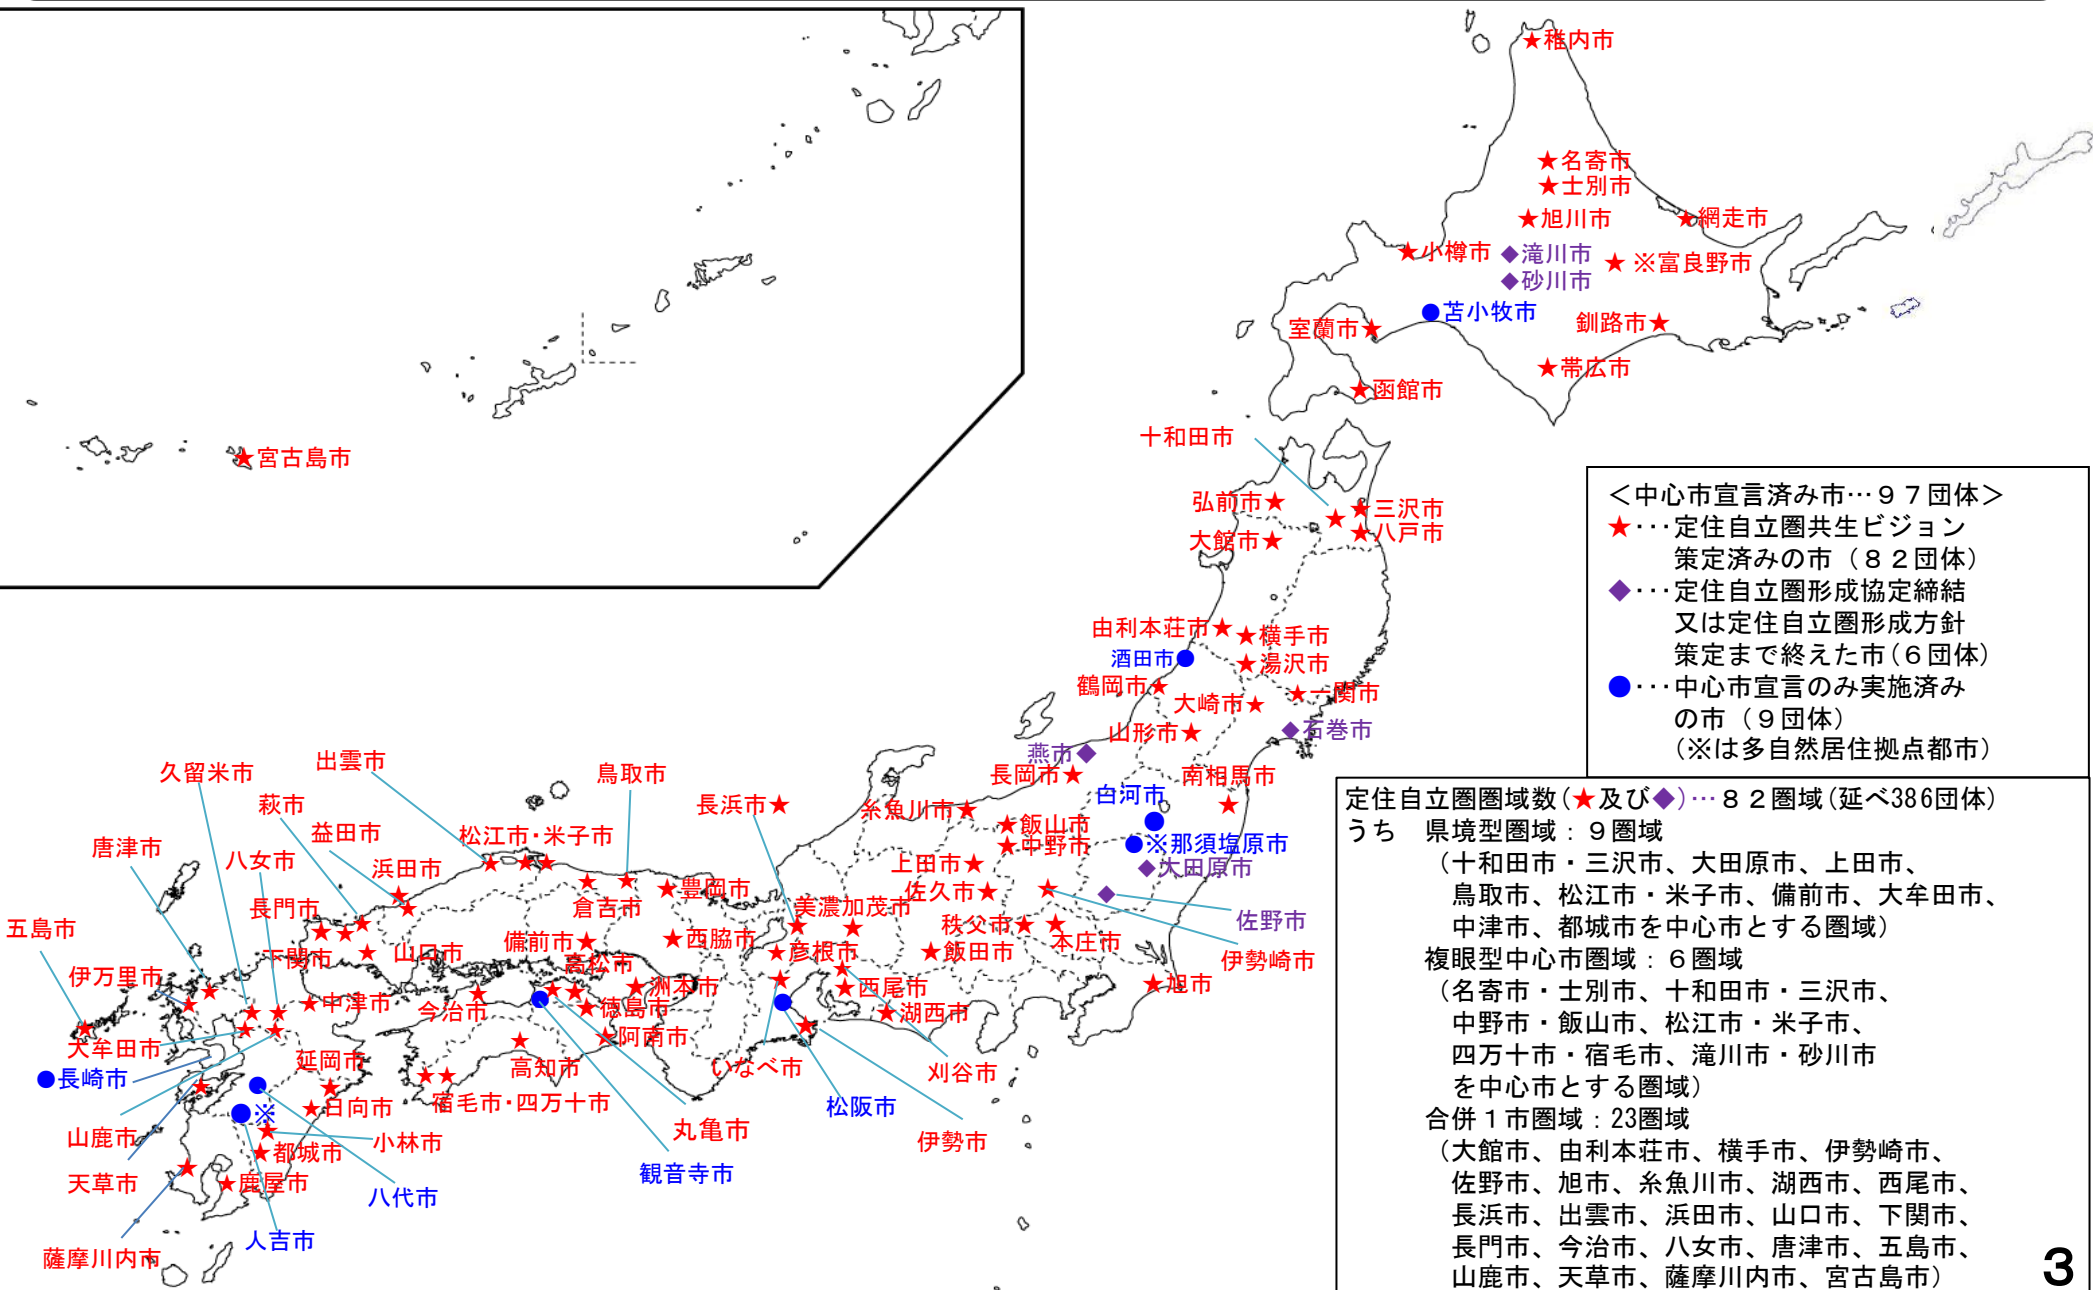 ★稚内市
★名寄市
★士別市
★旭川市
★網走市
★小樽市
◆滝川市
★※富良野市
◆砂川市
●苫小牧市
室蘭市★
釧路市★
★帯広市
★函館市
★宮古島市
十和田市
弘前市★
★三沢市
大館市★
★八戸市
由利本荘市★
★横手市
酒田市●
★湯沢市
鶴岡市★
大崎市★
★一関市
山形市★
◆石巻市
燕市◆
長岡市★
南相馬市
白河市
糸魚川市★
★飯山市
★中野市
●※那須塩原市
上田市★
◆大田原市
佐久市★
佐野市
秩父市★
本庄市
伊勢崎市
★飯田市
★旭市
美濃加茂市
長浜市★
★彦根市
★西尾市
★湖西市
刈谷市
いなべ市
松阪市
伊勢市
久留米市
出雲市
鳥取市
萩市
益田市
松江市・米子市
唐津市
八女市
浜田市
倉吉市
★豊岡市
長門市
五島市
下関市
山口市
備前市★
★西脇市
高松市
伊万里市
★中津市
今治市
★洲本市
★徳島市
★阿南市
大牟田市
延岡市
高知市
●長崎市
★日向市
宿毛市・四万十市
丸亀市
観音寺市
●※
山鹿市
小林市
★都城市
天草市
★鹿屋市
八代市
人吉市
薩摩川内市
＜中心市宣言済み市…９７団体＞
★･･･定住自立圏共生ビジョン
策定済みの市（８２団体）
◆･･･定住自立圏形成協定締結
又は定住自立圏形成方針
策定まで終えた市(６団体)
●･･･中心市宣言のみ実施済み
の市（９団体）
（※は多自然居住拠点都市）
定住自立圏圏域数(★及び◆)…８２圏域(延べ386団体)
うち　県境型圏域：９圏域
（十和田市・三沢市、大田原市、上田市、
鳥取市、松江市・米子市、備前市、大牟田市、
中津市、都城市を中心市とする圏域）
複眼型中心市圏域：６圏域
（名寄市・士別市、十和田市・三沢市、
中野市・飯山市、松江市・米子市、
四万十市・宿毛市、滝川市・砂川市
を中心市とする圏域）
合併１市圏域：23圏域
（大館市、由利本荘市、横手市、伊勢崎市、
佐野市、旭市、糸魚川市、湖西市、西尾市、
長浜市、出雲市、浜田市、山口市、下関市、
長門市、今治市、八女市、唐津市、五島市、
山鹿市、天草市、薩摩川内市、宮古島市）
3